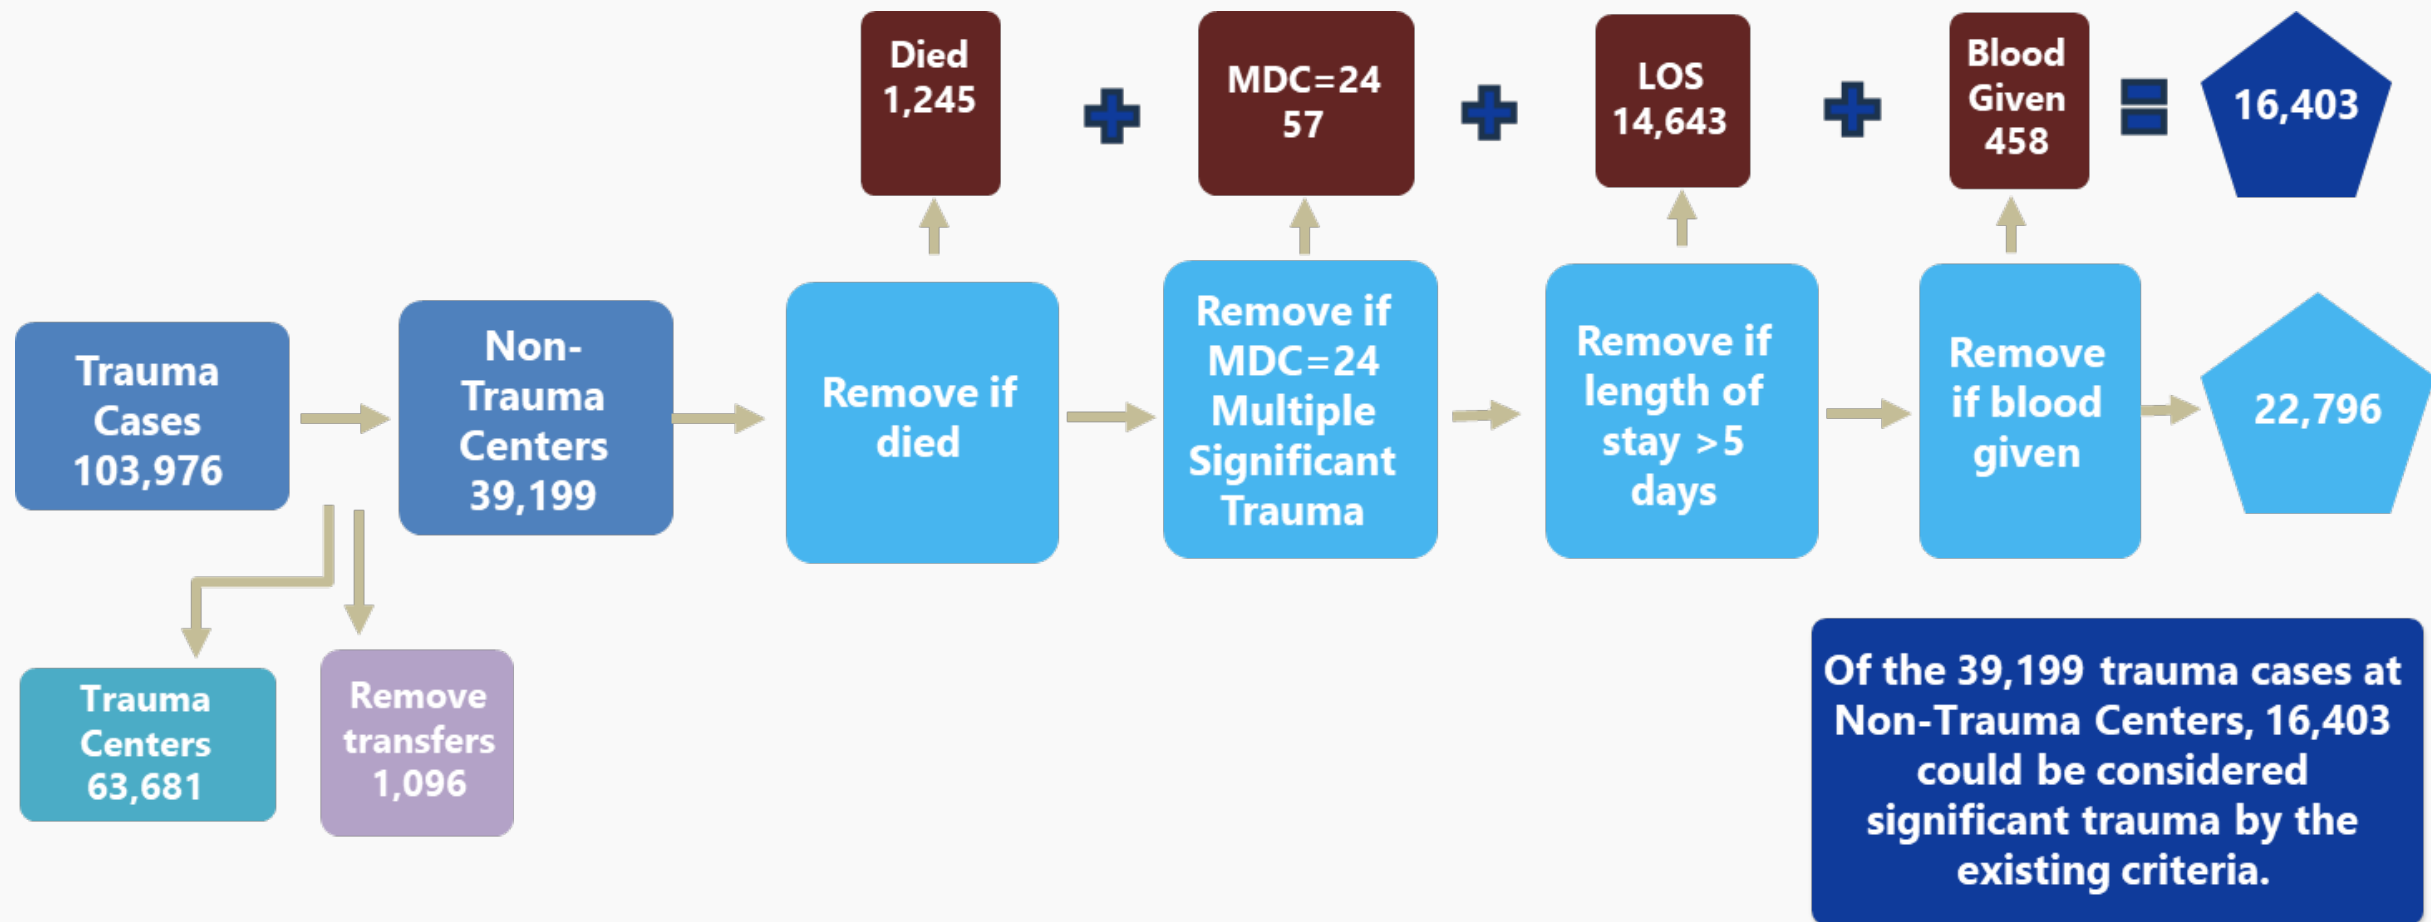 Died
1,245
MDC=24
57
LOS
14,643
Blood
Given
458
16,403
Trauma
Cases
103,976
Non-
Trauma
Centers
39,199
Remove if
died
Remove if
MDC=24
Multiple
Significant
Trauma
Remove if
length of
stay >5
days
Remove
if blood
given
22,796
Trauma
Centers
63,681
Remove
transfers
1,096
Of the 39,199 trauma cases at
Non-Trauma Centers, 16,403
could be considered
significant trauma by the
existing criteria.